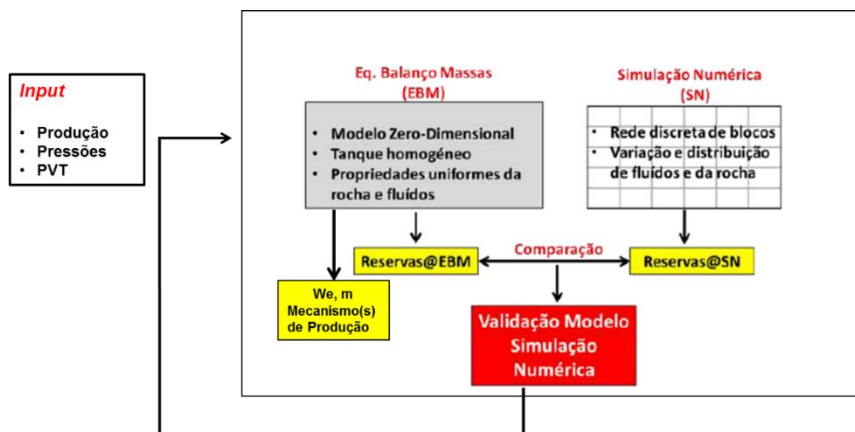 Input
• Produção
• Pressões
• PVT
Eq. Balanço Massas
(EBM)
• Modelo Zero-Dimensional
• Tanque homogéneo
• Propriedades uniformes da
rocha e fluídos
Simulação Numérica
(SN)
• Rede discreta de blocos
• Variação e distribuição
de fluídos e da rocha
Comparação
Reservas@EBM
Reservas@SN
We, m
Mecanismo(s)
de Produção
Validação Modelo
Simulação
Numérica